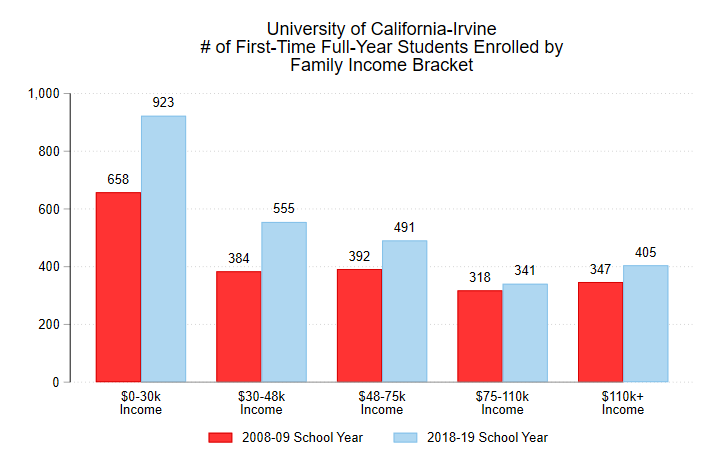 University of California-Irvine
# of First-Time Full-Year Students Enrolled by
Family Income Bracket
1,000
800
600
400
200
0
658
923
384
555
392
491
318
341
347
405
$0-30k
Income
$30-48k
Income
$48-75k
Income
$75-110k
Income
$110k+
Income
2008-09 School Year
2018-19 School Year